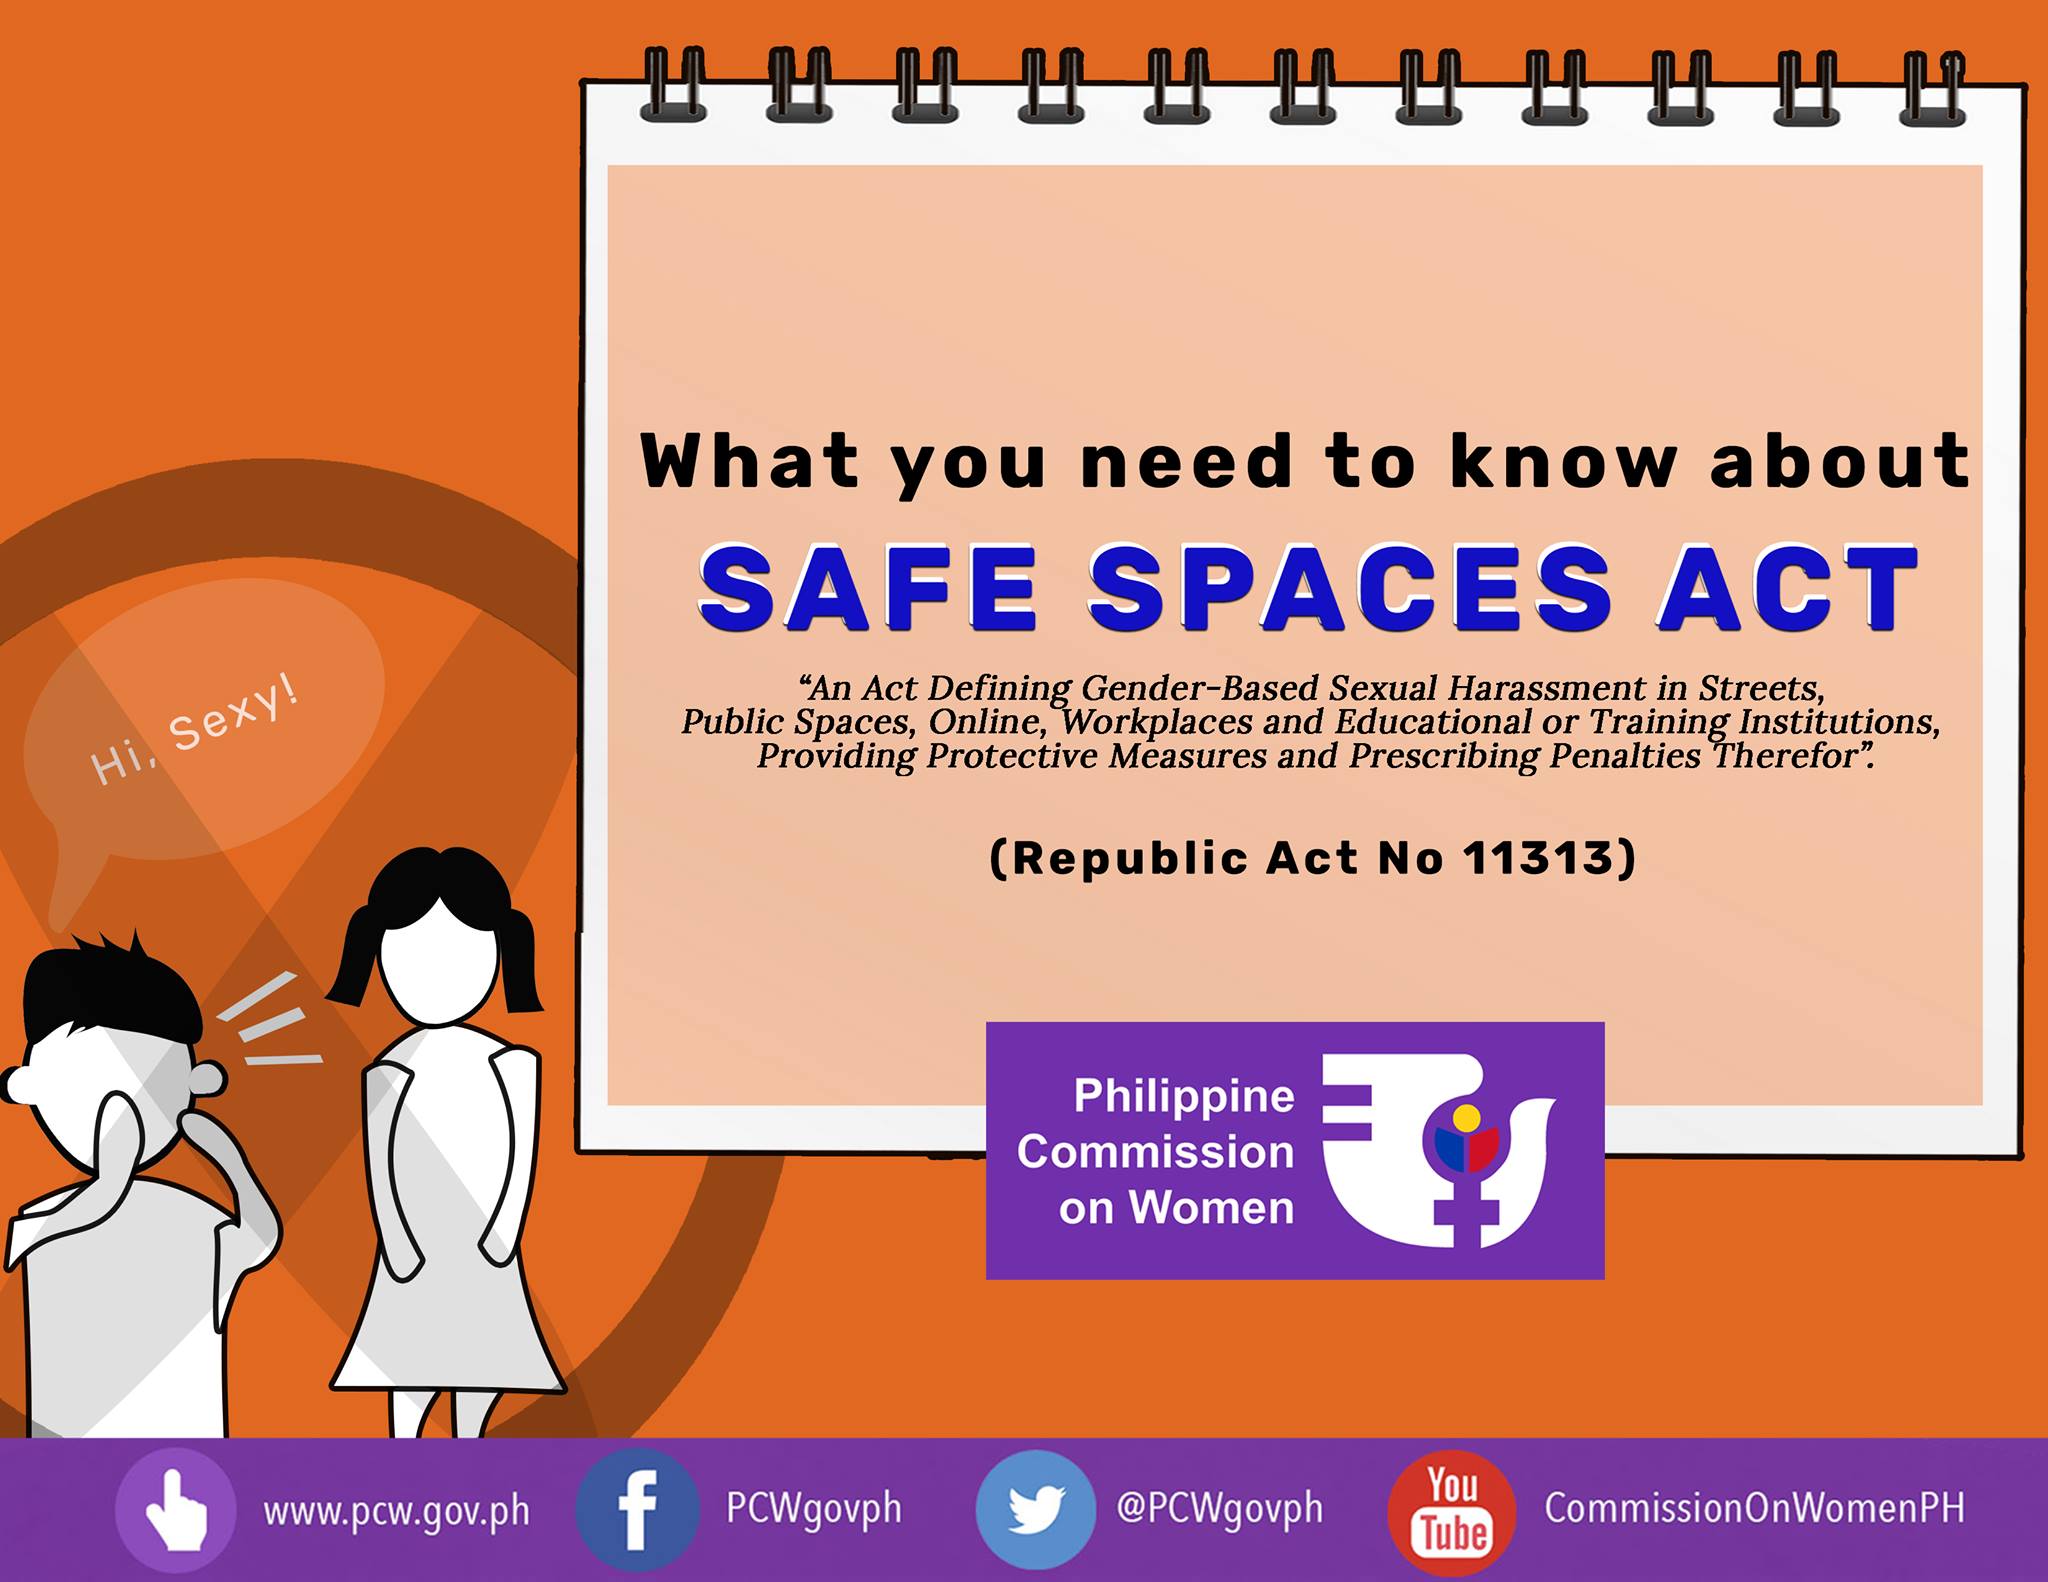 What you need to know about
SAFE SPACES ACT
“An Act Defining Gender-Based Sexual Harassment in Streets,
Public Spaces, Online, Workplaces and Educational or Training Institutions,
Providing Protective Measures and Prescribing Penalties Therefor”.
(Republic Act No 11313)
Hi, Sexy!
Philippine
Commission
on Women
www.pcw.gov.ph
f
PCWgovph
@PCWgovph
You
Tube
CommissionOnWomenPH